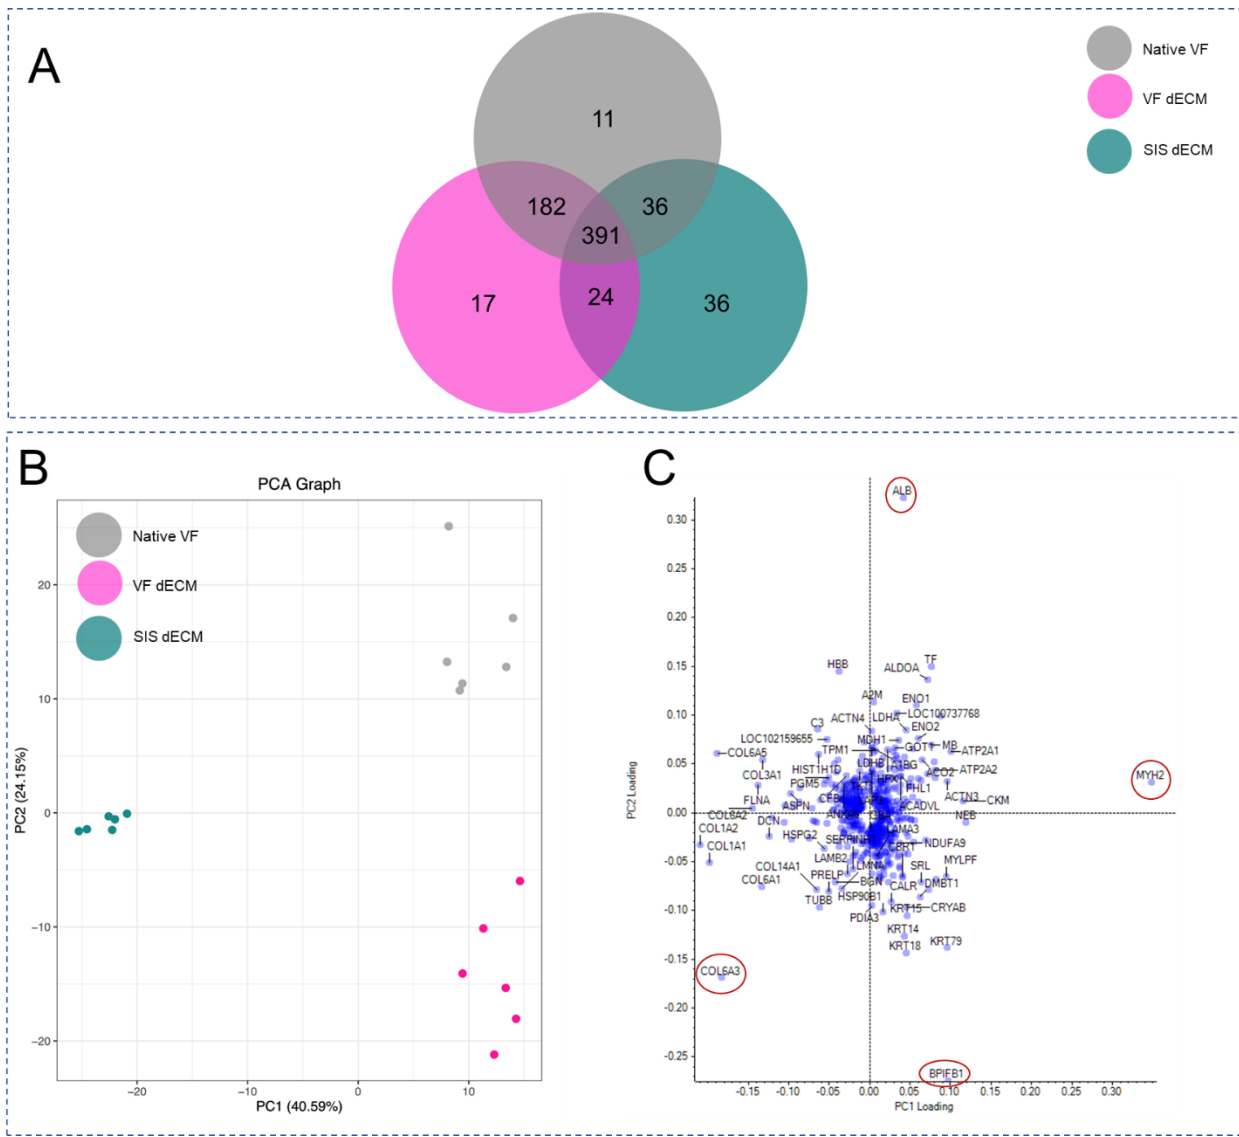 A
Native VF
VF dECM
SIS dECM
11
182
36
391
17
24
36
B
PCA Graph
Native VF
VF dECM
SIS dECM
PC2 (24.15%)
20
10
0
−10
−20
−20
−10
0
10
PC1 (40.59%)
C
PC2 Loading
0.30
0.25
0.20
0.15
0.10
0.05
0.00
-0.05
-0.10
-0.15
-0.20
-0.25
-0.15
-0.10
-0.05
0.00
0.05
0.10
0.15
0.20
0.25
0.30
PC1 Loading
ALB
HBB
TF
ALDOA
A2M
ENO1
C3
ACTN4
LDHA
LOC100737768
ENO2
LOC102159655
MDH1
GOT1
MB
COL6A5
TPM1
ATP2A1
LDHB
A1BG
COL3A1
HIST1H1D
ACO2
ATP2A2
MYH2
PGM5
FHL1
ACTN3
FLNA
ASPN
CKM
ACADVL
COL6A2
NEB
DCN
COL1A2
HSPG2
LAMA3
COL1A1
NDUFA9
LAMB2
LMNA
SRL
MYLPF
COL14A1
PRELP
BGN
CALR
DMBT1
COL6A1
HSP90B1
TUBB
KRT15
CRYAB
PDIA3
KRT14
KRT18
KRT79
COL6A3
BPIFB1